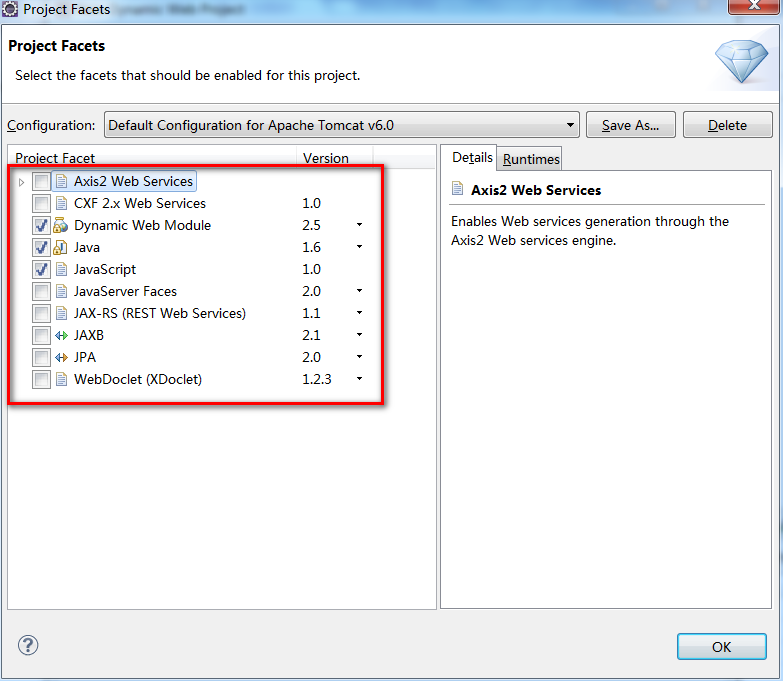 Project Facets
Project Facets
Select the facets that should be enabled for this project.
Configuration: Default Configuration for Apache Tomcat v6.0 Save As... Delete
Project Facet Version
Axis2 Web Services
CXF 2.x Web Services 1.0
Dynamic Web Module 2.5
Java 1.6
JavaScript 1.0
JavaServer Faces 2.0
JAX-RS (REST Web Services) 1.1
JAXB 2.1
JPA 2.0
WebDoclet (XDoclet) 1.2.3
Details Runtimes
Axis2 Web Services
Enables Web services generation through the
Axis2 Web services engine.
?
OK